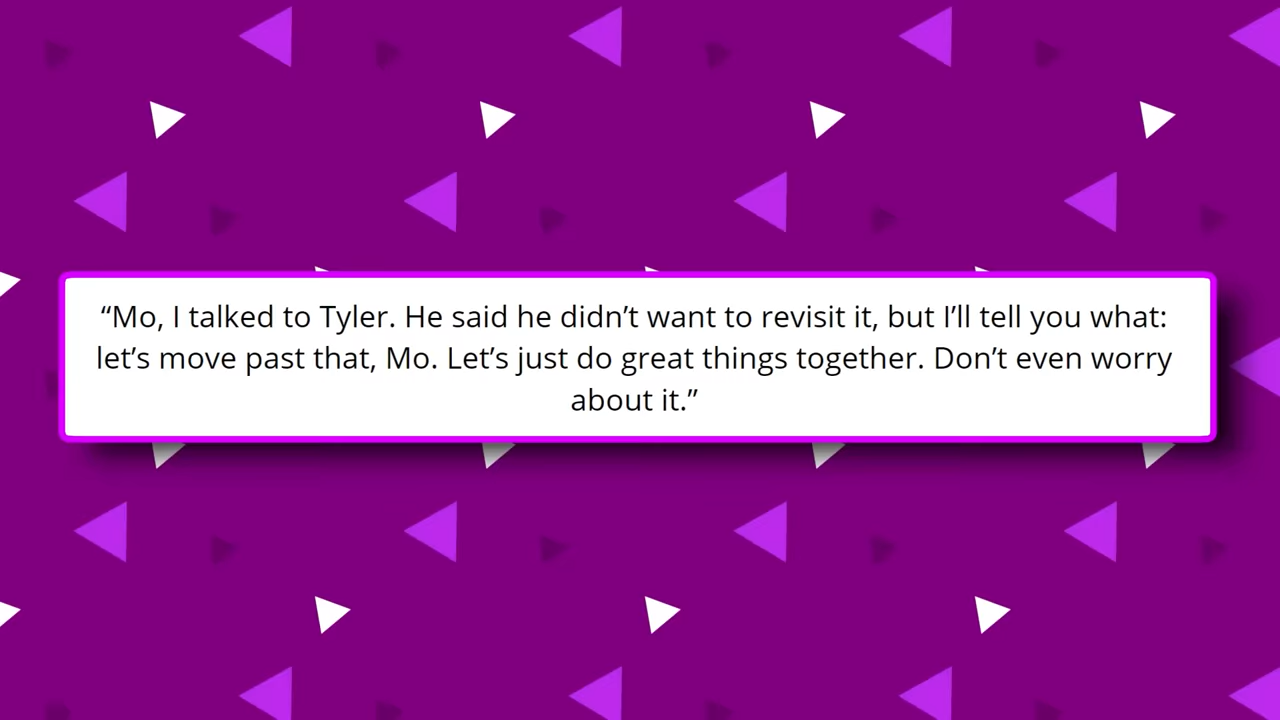 “Mo, I talked to Tyler. He said he didn’t want to revisit it, but I’ll tell you what:
let’s move past that, Mo. Let’s just do great things together. Don’t even worry
about it.”